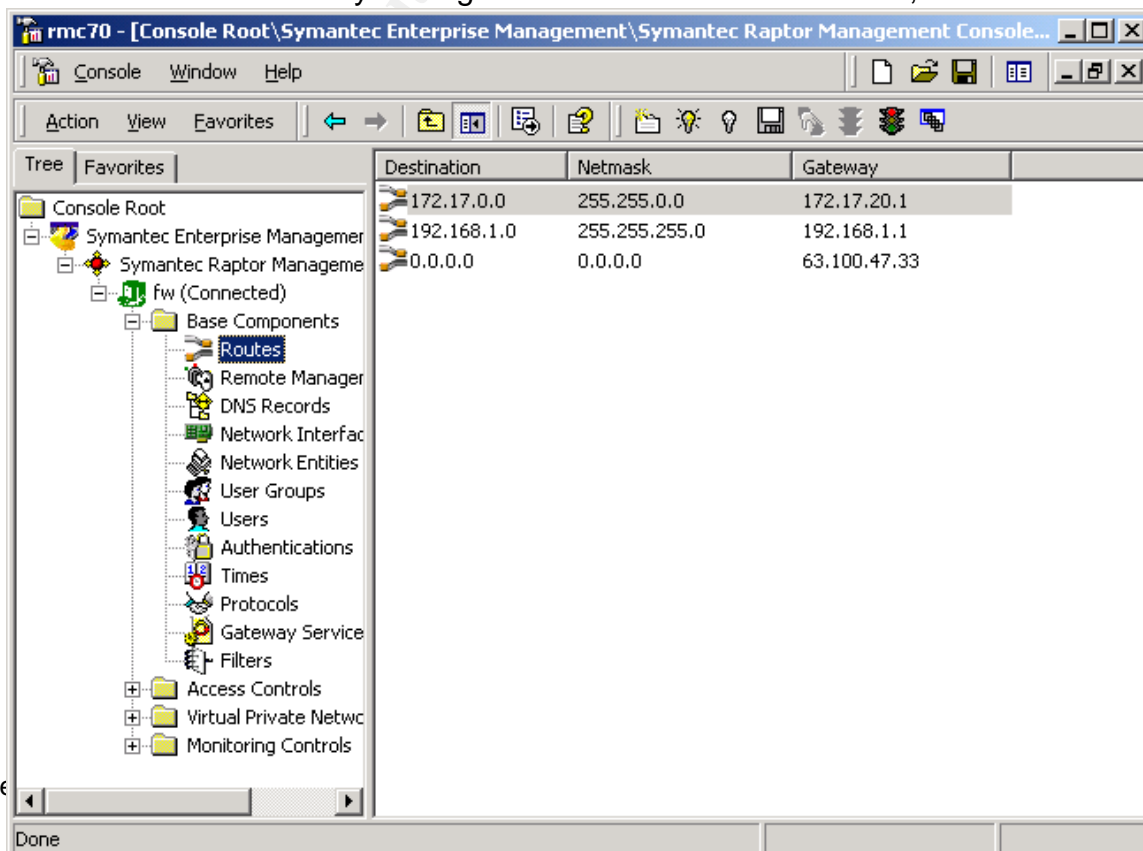 rmc70 - [Console Root\Symantec Enterprise Management\Symantec Raptor Management Console...
Console Window Help
Action View Favorites
Tree Favorites
Destination Netmask Gateway
Console Root
Symantec Enterprise Managemer
Symantec Raptor Manageme
fw (Connected)
Base Components
Routes
Remote Manager
DNS Records
Network Interfac
Network Entities
User Groups
Users
Authentications
Times
Protocols
Gateway Service
Filters
Access Controls
Virtual Private Netwc
Monitoring Controls
172.17.0.0 255.255.0.0 172.17.20.1
192.168.1.0 255.255.255.0 192.168.1.1
0.0.0.0 0.0.0.0 63.100.47.33
Done